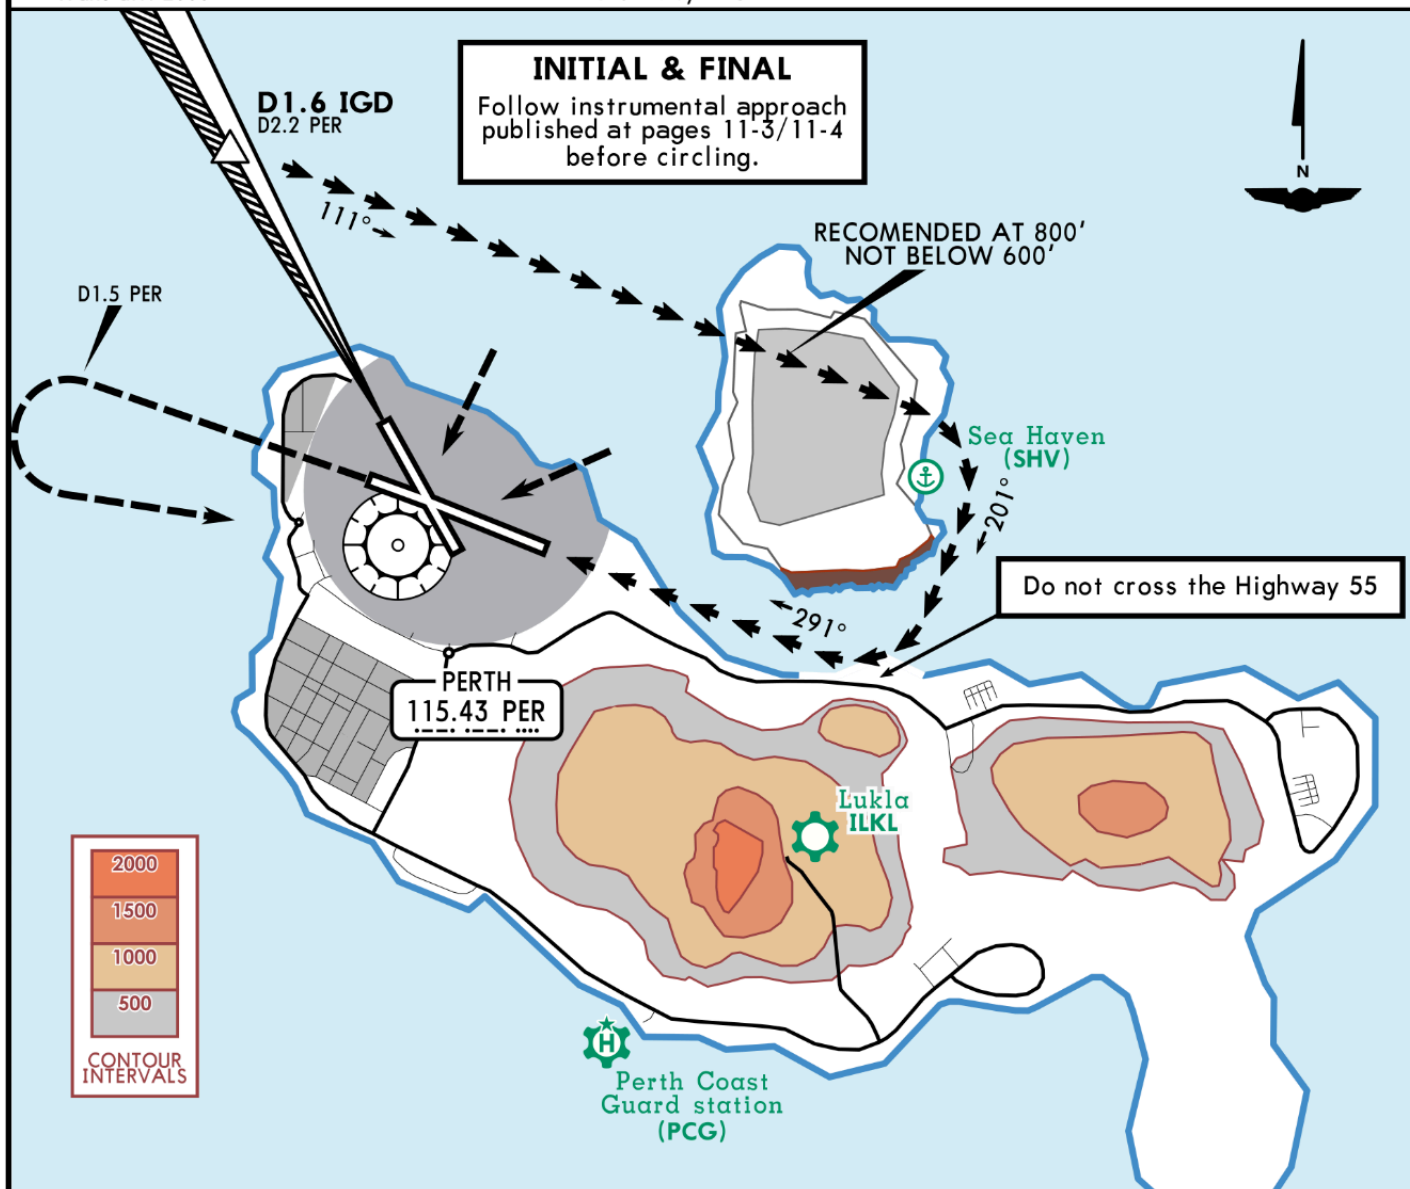 INITIAL & FINAL
Follow instrumental approach
published at pages 11-3/11-4
before circling.
D1.6 IGD
D2.2 PER
N
111°
RECOMENDED AT 800'
NOT BELOW 600'
D1.5 PER
Sea Haven
(SHV)
201°
Do not cross the Highway 55
291°
PERTH
115.43 PER
Lukla
ILKL
2000
1500
1000
500
CONTOUR
INTERVALS
H
Perth Coast
Guard station
(PCG)